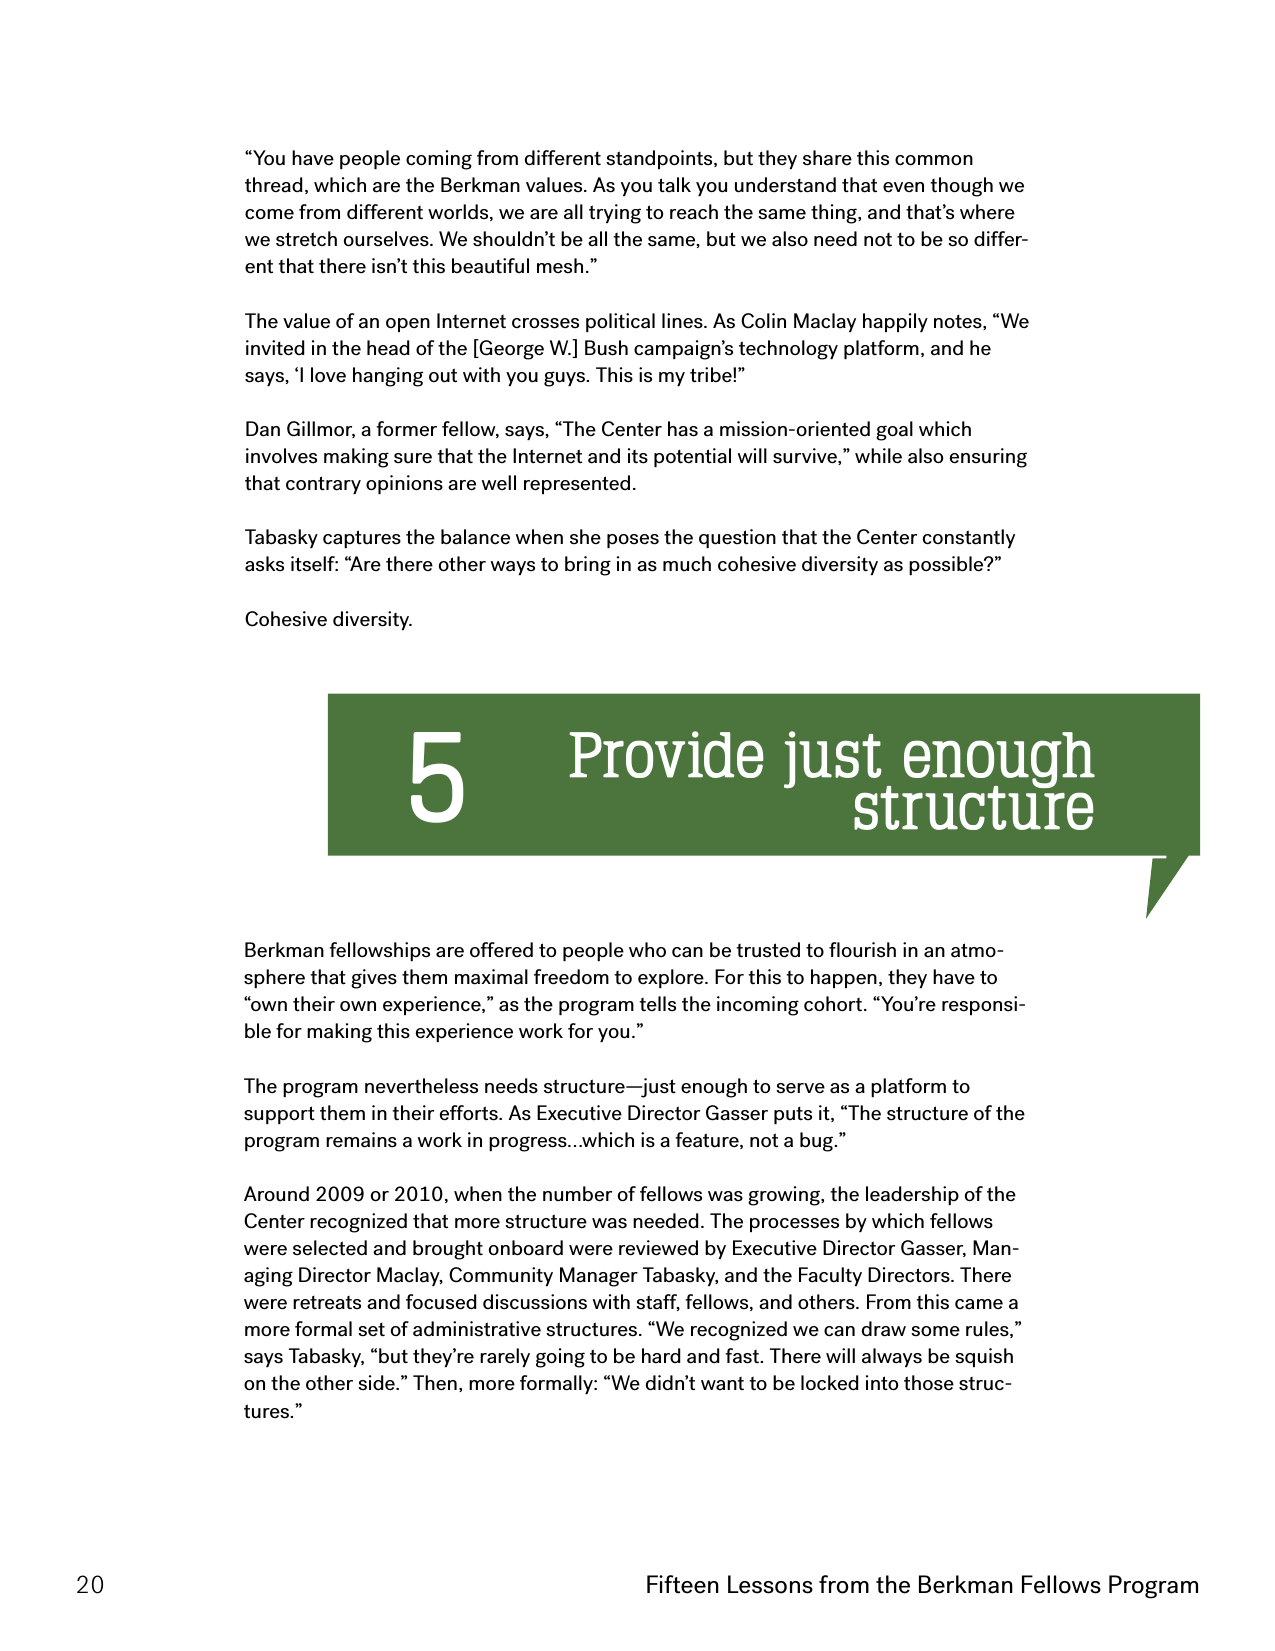 “You have people coming from different standpoints, but they share this common
thread, which are the Berkman values. As you talk you understand that even though we
come from different worlds, we are all trying to reach the same thing, and that’s where
we stretch ourselves. We shouldn’t be all the same, but we also need not to be so differ-
ent that there isn’t this beautiful mesh.”
The value of an open Internet crosses political lines. As Colin Maclay happily notes, “We
invited in the head of the [George W.] Bush campaign’s technology platform, and he
says, ‘I love hanging out with you guys. This is my tribe!”
Dan Gillmor, a former fellow, says, “The Center has a mission-oriented goal which
involves making sure that the Internet and its potential will survive,” while also ensuring
that contrary opinions are well represented.
Tabasky captures the balance when she poses the question that the Center constantly
asks itself: “Are there other ways to bring in as much cohesive diversity as possible?”
Cohesive diversity.
5 Provide just enough
structure
Berkman fellowships are offered to people who can be trusted to flourish in an atmo-
sphere that gives them maximal freedom to explore. For this to happen, they have to
“own their own experience,” as the program tells the incoming cohort. “You’re responsi-
ble for making this experience work for you.”
The program nevertheless needs structure—just enough to serve as a platform to
support them in their efforts. As Executive Director Gasser puts it, “The structure of the
program remains a work in progress…which is a feature, not a bug.”
Around 2009 or 2010, when the number of fellows was growing, the leadership of the
Center recognized that more structure was needed. The processes by which fellows
were selected and brought onboard were reviewed by Executive Director Gasser, Man-
aging Director Maclay, Community Manager Tabasky, and the Faculty Directors. There
were retreats and focused discussions with staff, fellows, and others. From this came a
more formal set of administrative structures. “We recognized we can draw some rules,”
says Tabasky, “but they’re rarely going to be hard and fast. There will always be squish
on the other side.” Then, more formally: “We didn’t want to be locked into those struc-
tures.”
20 Fifteen Lessons from the Berkman Fellows Program